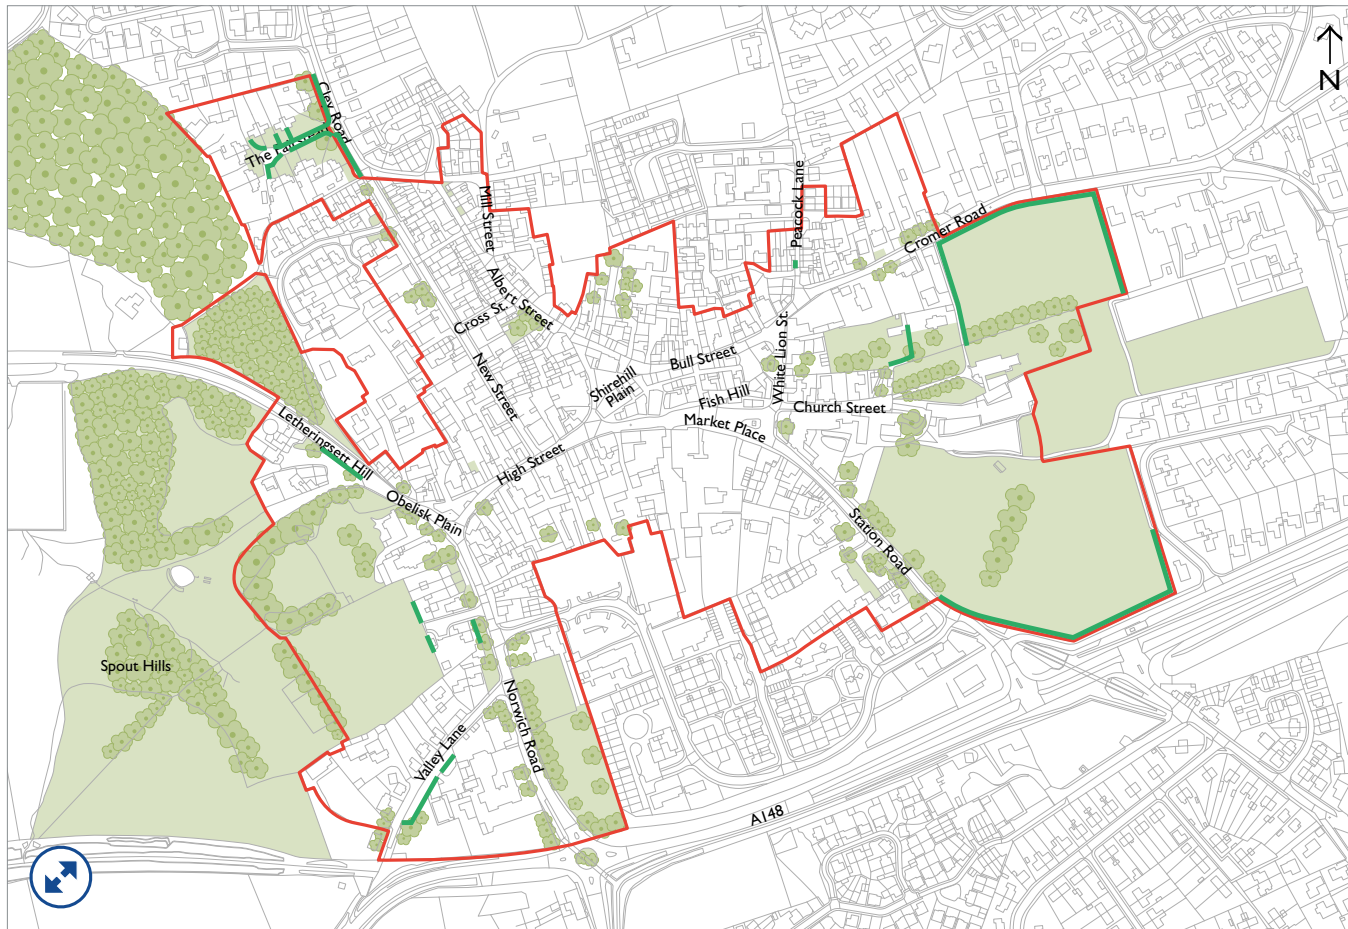 N
Cley Road
The Fairstead
Mill Street
Peacock Lane
Cromer Road
Albert Street
Cross St.
New Street
Bull Street
White Lion St.
Shirehill
Plain
Fish Hill
Church Street
Market Place
Letheringsert Hill
High Street
Obelisk Plain
Station Road
Spout Hills
Norwich Road
Valley Lane
A148